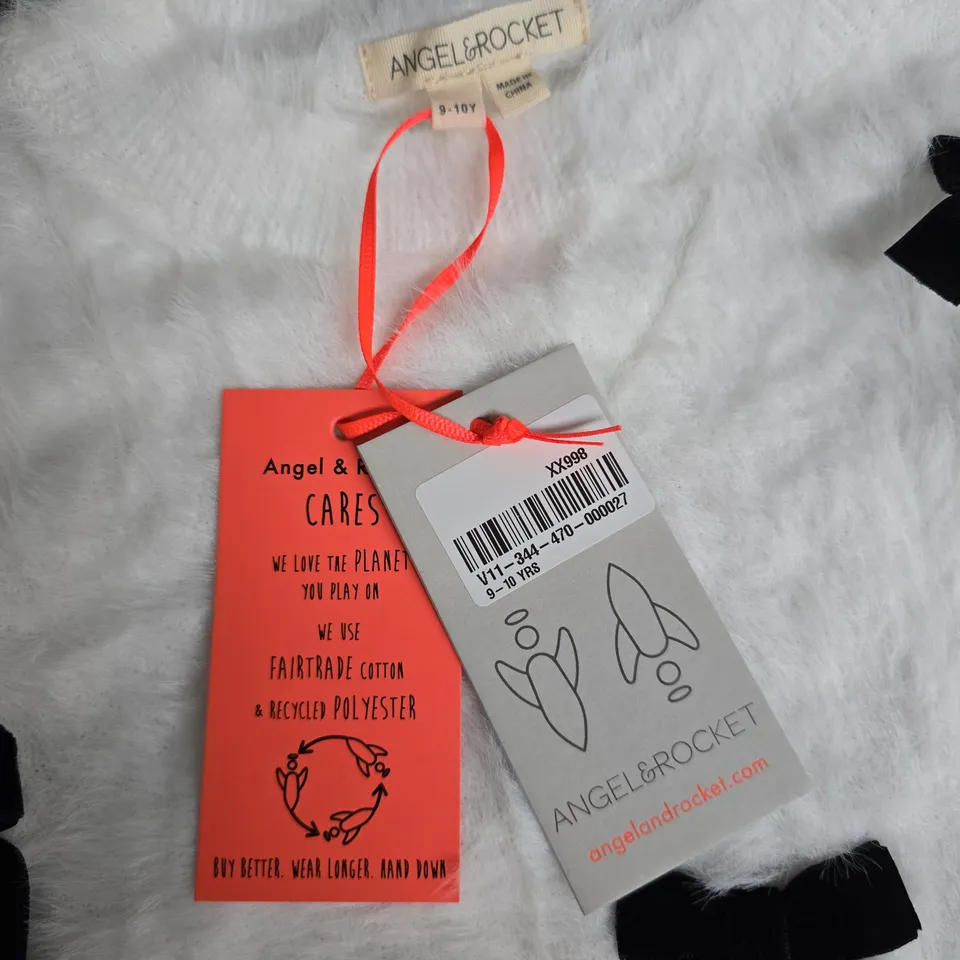 ANGEL&ROCKET
MADE IN
CHINA
9-10Y
Angel & R
CARES
WE LOVE THE PLANET
YOU PLAY ON
WE USE
FAIRTRADE COTTON
& RECYCLED POLYESTER
BUY BETTER. WEAR LONGER. HAND DOWN
XX998
V11-344-470-000027
9-10 YRS
ANGEL&ROCKET
angelandrocket.com